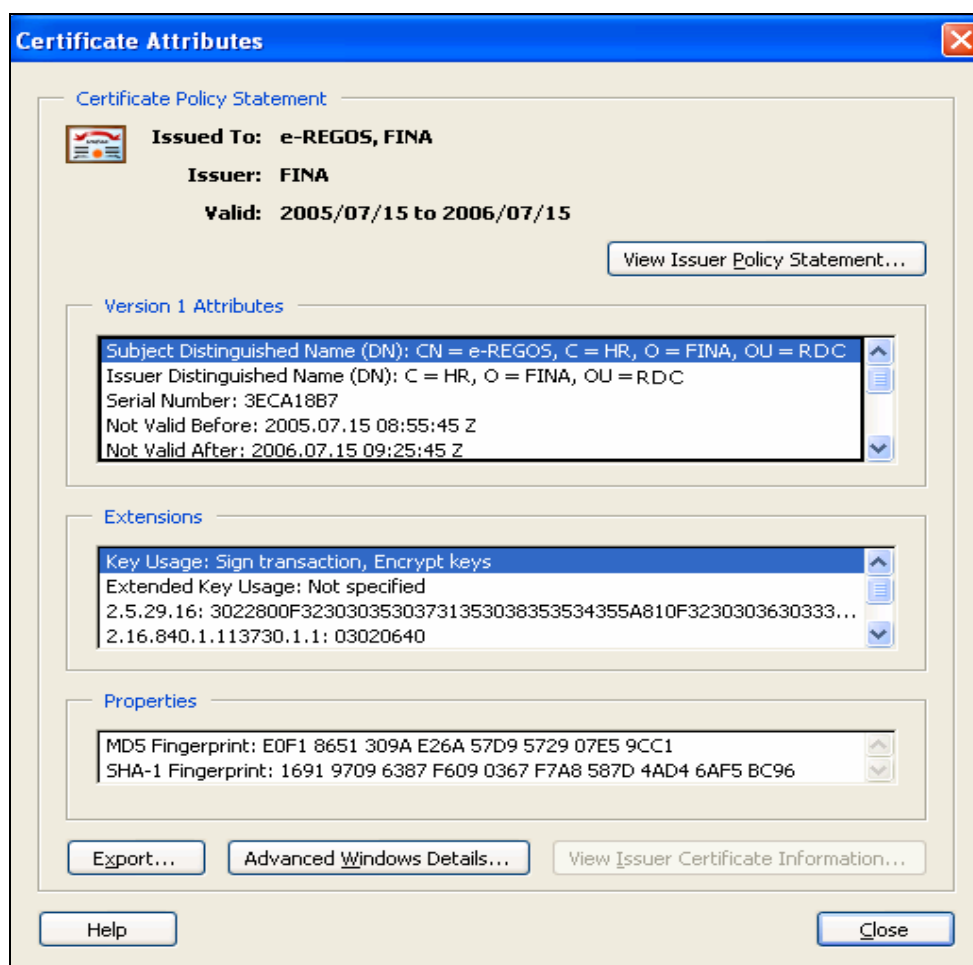 Certificate Attributes
Certificate Policy Statement
Issued To: e-REGOS, FINA
Issuer: FINA
Valid: 2005/07/15 to 2006/07/15
View Issuer Policy Statement...
Version 1 Attributes
Subject Distinguished Name (DN): CN = e-REGOS, C = HR, O = FINA, OU = RDC
Issuer Distinguished Name (DN): C = HR, O = FINA, OU = RDC
Serial Number: 3ECA18B7
Not Valid Before: 2005.07.15 08:55:45 Z
Not Valid After: 2006.07.15 09:25:45 Z
Extensions
Key Usage: Sign transaction, Encrypt keys
Extended Key Usage: Not specified
2.5.29.16: 3022800F32303035303731353038353534355A810F3230303630333...
2.16.840.1.113730.1.1: 03020640
Properties
MD5 Fingerprint: E0F1 8651 309A E26A 57D9 5729 07E5 9CC1
SHA-1 Fingerprint: 1691 9709 6387 F609 0367 F7A8 587D 4AD4 6AF5 BC96
Export...
Advanced Windows Details...
View Issuer Certificate Information...
Help
Close